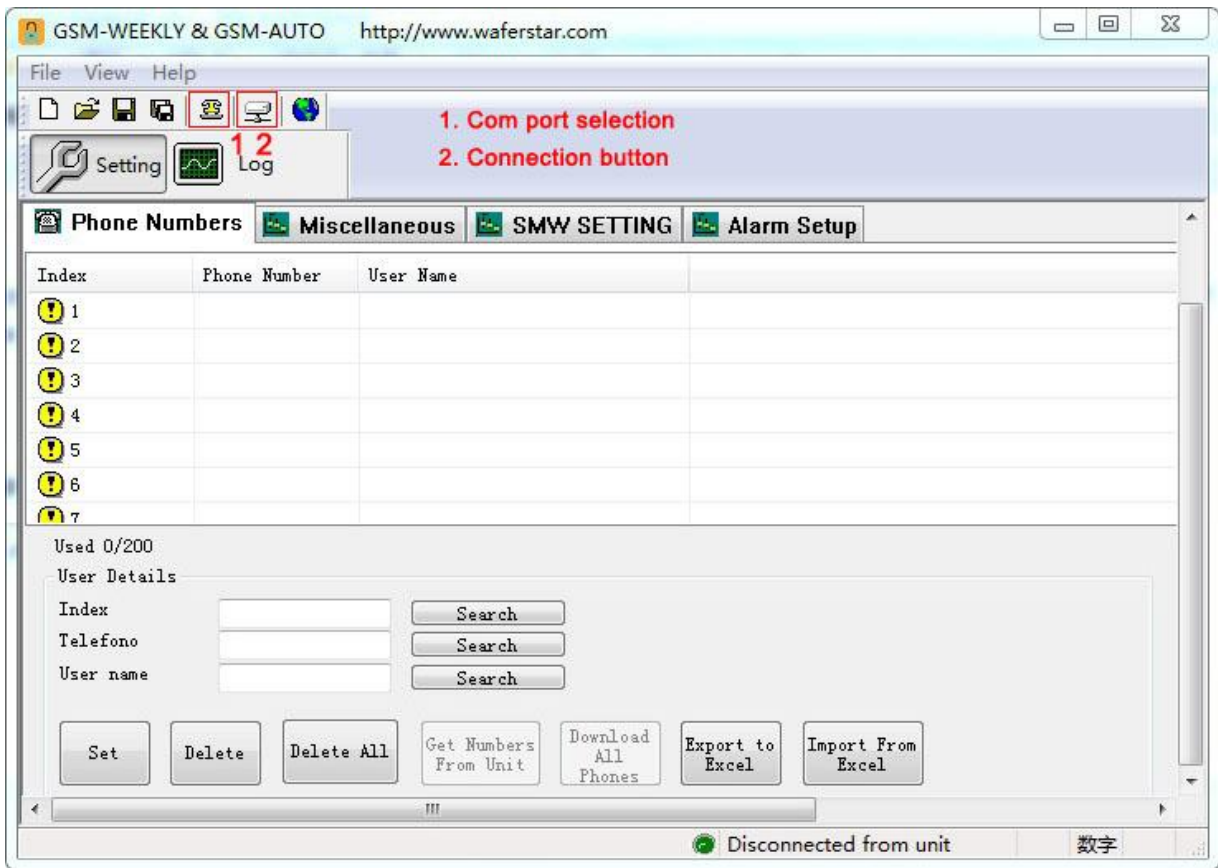 GSM-WEEKLY & GSM-AUTO http://www.waferstar.com
File View Help
1. Com port selection
2. Connection button
1 2
Setting Log
Phone Numbers Miscellaneous SMW SETTING Alarm Setup
Index Phone Number User Name
1
2
3
4
5
6
7
Used 0/200
User Details
Index Search
Telefono Search
User name Search
Set Delete Delete All Get Numbers From Unit Download All Phones Export to Excel Import From Excel
Disconnected from unit 数字